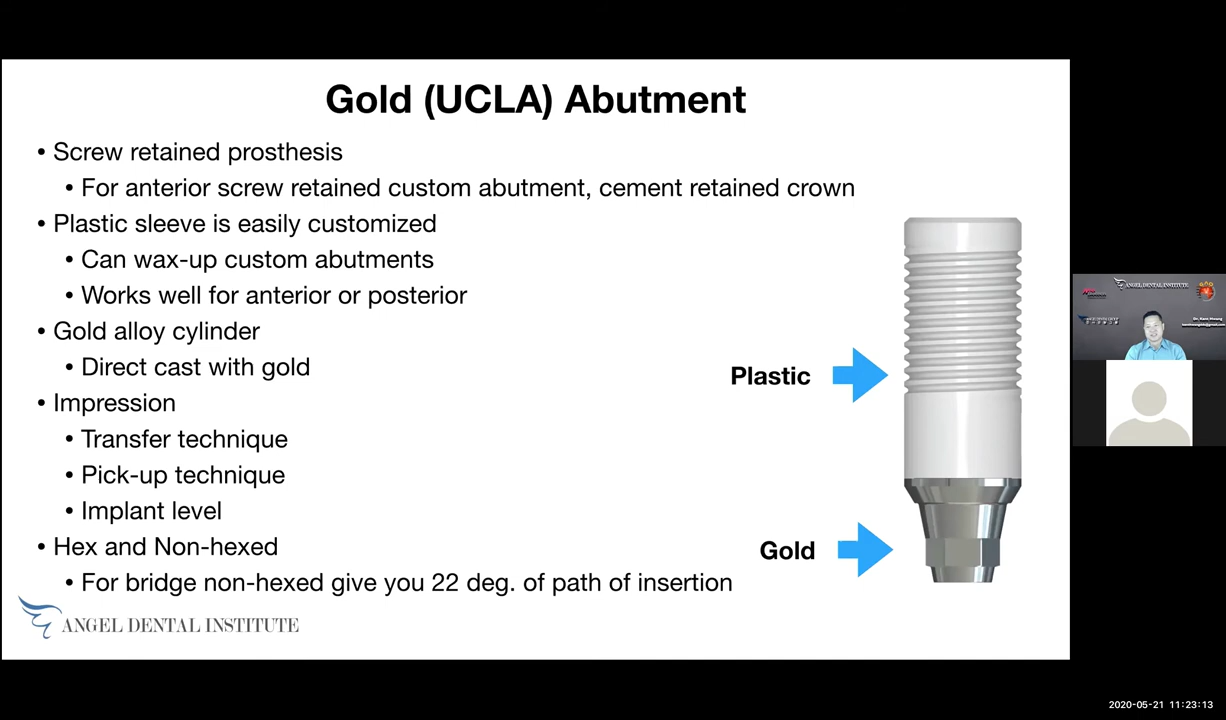 Gold (UCLA) Abutment
• Screw retained prosthesis
• For anterior screw retained custom abutment, cement retained crown
• Plastic sleeve is easily customized
• Can wax-up custom abutments
• Works well for anterior or posterior
• Gold alloy cylinder
• Direct cast with gold
• Impression
• Transfer technique
• Pick-up technique
• Implant level
• Hex and Non-hexed
• For bridge non-hexed give you 22 deg. of path of insertion
Plastic
Gold
ANGEL DENTAL INSTITUTE
ANGEL DENTAL INSTITUTE
2020-05-21 11:23:13